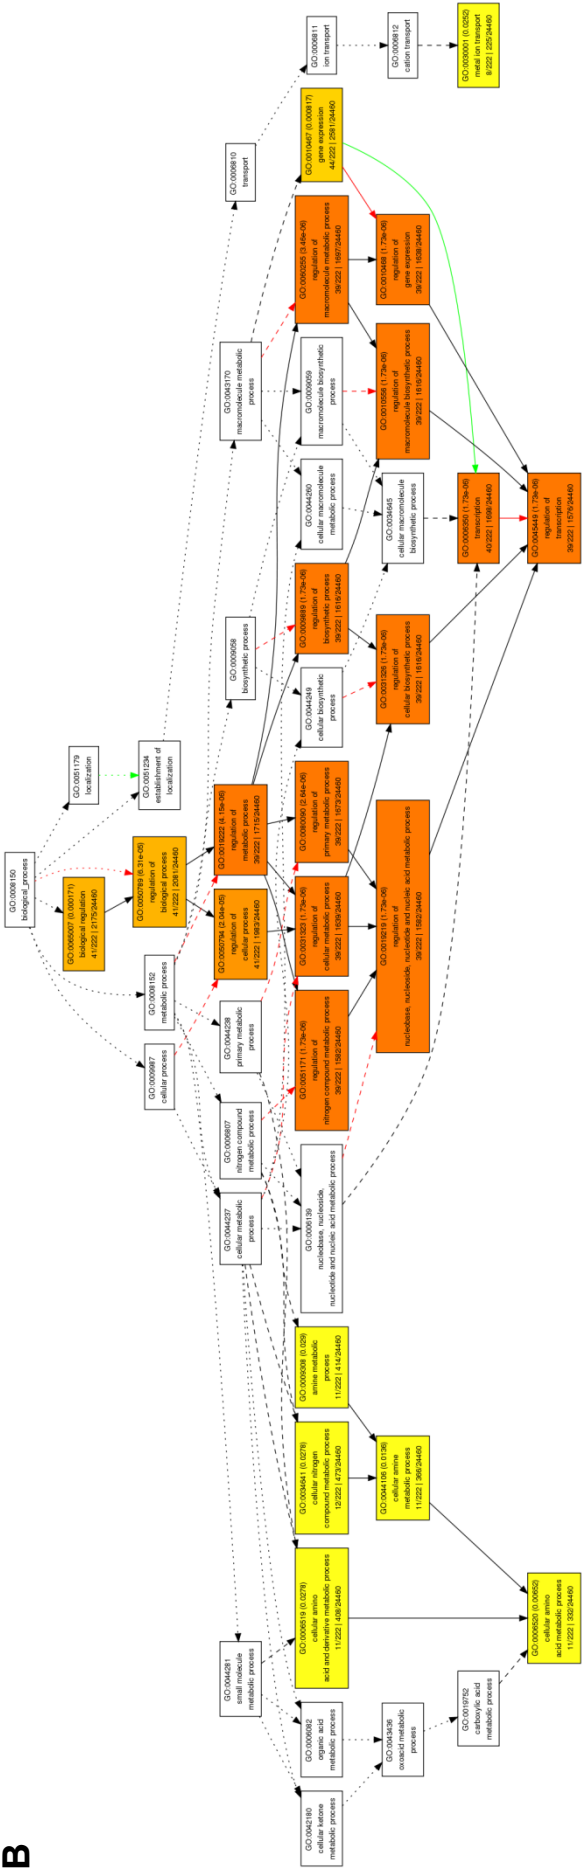 B
GO:0008150
biological_process
GO:0065007 (0.000171)
biological regulation
41/222 | 2175/24460
GO:0051179
localization
GO:0009987
cellular process
GO:0008152
metabolic process
GO:0050789 (6.31e-05)
regulation of
biological process
41/222 | 2081/24460
GO:0051234
establishment of
localization
GO:0044281
small molecule
metabolic process
GO:0044237
cellular metabolic
process
GO:0006807
nitrogen compound
metabolic process
GO:0044238
primary metabolic
process
GO:0050794 (2.04e-05)
regulation of
cellular process
41/222 | 1983/24460
GO:0019222 (4.15e-06)
regulation of
metabolic process
39/222 | 1715/24460
GO:0009058
biosynthetic process
GO:0043170
macromolecule metabolic
process
GO:0006810
transport
GO:0042180
cellular ketone
metabolic process
GO:0006082
organic acid
metabolic process
GO:0006519 (0.0278)
cellular amino
acid and derivative metabolic process
11/222 | 408/24460
GO:0034641 (0.0278)
cellular nitrogen
compound metabolic process
12/222 | 473/24460
GO:0009308 (0.029)
amine metabolic
process
11/222 | 414/24460
GO:0006139
nucleobase, nucleoside,
nucleotide and nucleic acid metabolic process
GO:0051171 (1.73e-06)
regulation of
nitrogen compound metabolic process
39/222 | 1582/24460
GO:0031323 (1.73e-06)
regulation of
cellular metabolic process
39/222 | 1639/24460
GO:0080090 (2.64e-06)
regulation of
primary metabolic process
39/222 | 1673/24460
GO:0044249
cellular biosynthetic
process
GO:0009889 (1.73e-06)
regulation of
biosynthetic process
39/222 | 1616/24460
GO:0044260
cellular macromolecule
metabolic process
GO:0009059
macromolecule biosynthetic
process
GO:0060255 (3.46e-06)
regulation of
macromolecule metabolic process
39/222 | 1697/24460
GO:0010467 (0.000817)
gene expression
44/222 | 2581/24460
GO:0006811
ion transport
GO:0043436
oxoacid metabolic
process
GO:0044106 (0.0136)
cellular amine
metabolic process
11/222 | 366/24460
GO:0019219 (1.73e-06)
regulation of
nucleobase, nucleoside, nucleotide and nucleic acid metabolic process
39/222 | 1582/24460
GO:0031326 (1.73e-06)
regulation of
cellular biosynthetic process
39/222 | 1616/24460
GO:0034645
cellular macromolecule
biosynthetic process
GO:0010556 (1.73e-06)
regulation of
macromolecule biosynthetic process
39/222 | 1616/24460
GO:0010468 (1.73e-06)
regulation of
gene expression
39/222 | 1638/24460
GO:0006812
cation transport
GO:0019752
carboxylic acid
metabolic process
GO:0006350 (1.73e-06)
transcription
40/222 | 1698/24460
GO:0030001 (0.0252)
metal ion transport
8/222 | 225/24460
GO:0006520 (0.00652)
cellular amino
acid metabolic process
11/222 | 332/24460
GO:0045449 (1.73e-06)
regulation of
transcription
39/222 | 1576/24460